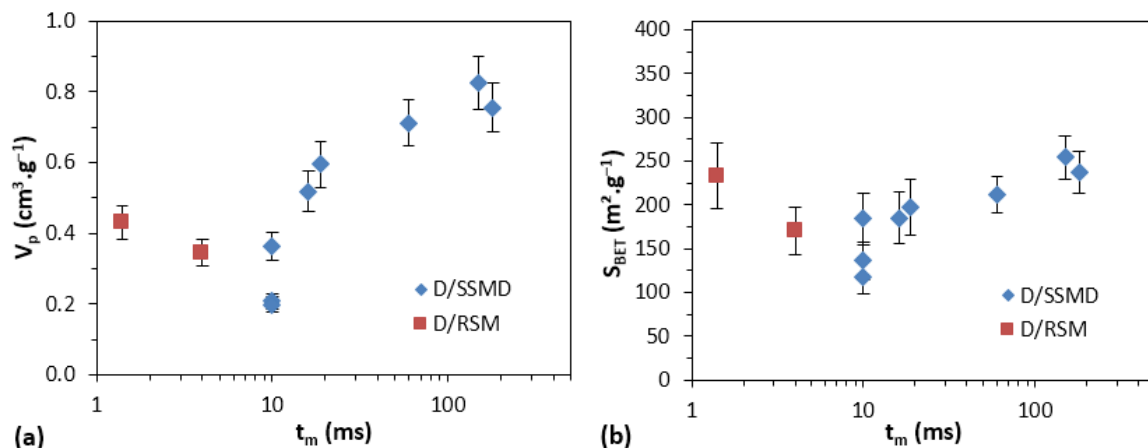 1.0
0.8
0.6
0.4
0.2
0.0
Vp (cm³·g⁻¹)
D/SSMD
D/RSM
1 10 100
tm (ms)
(a)
400
350
300
250
200
150
100
50
0
SBET (m²·g⁻¹)
D/SSMD
D/RSM
1 10 100
tm (ms)
(b)